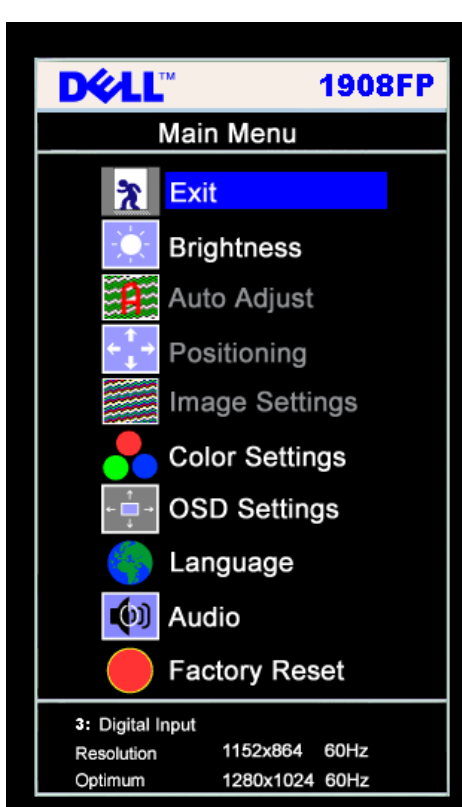 DELL™ 1908FP
Main Menu
Exit
Brightness
Auto Adjust
Positioning
Image Settings
Color Settings
OSD Settings
Language
Audio
Factory Reset
3: Digital Input
Resolution 1152x864 60Hz
Optimum 1280x1024 60Hz